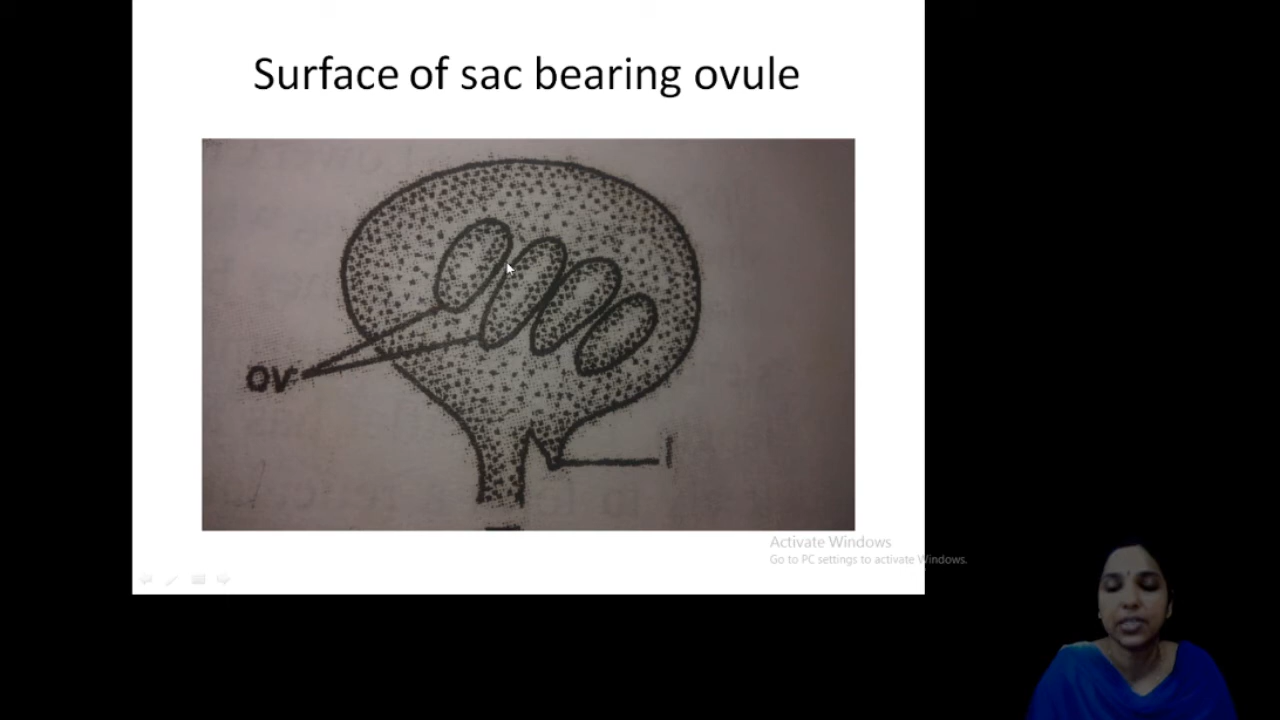 Surface of sac bearing ovule
ov
l
Activate Windows
Go to PC settings to activate Windows.